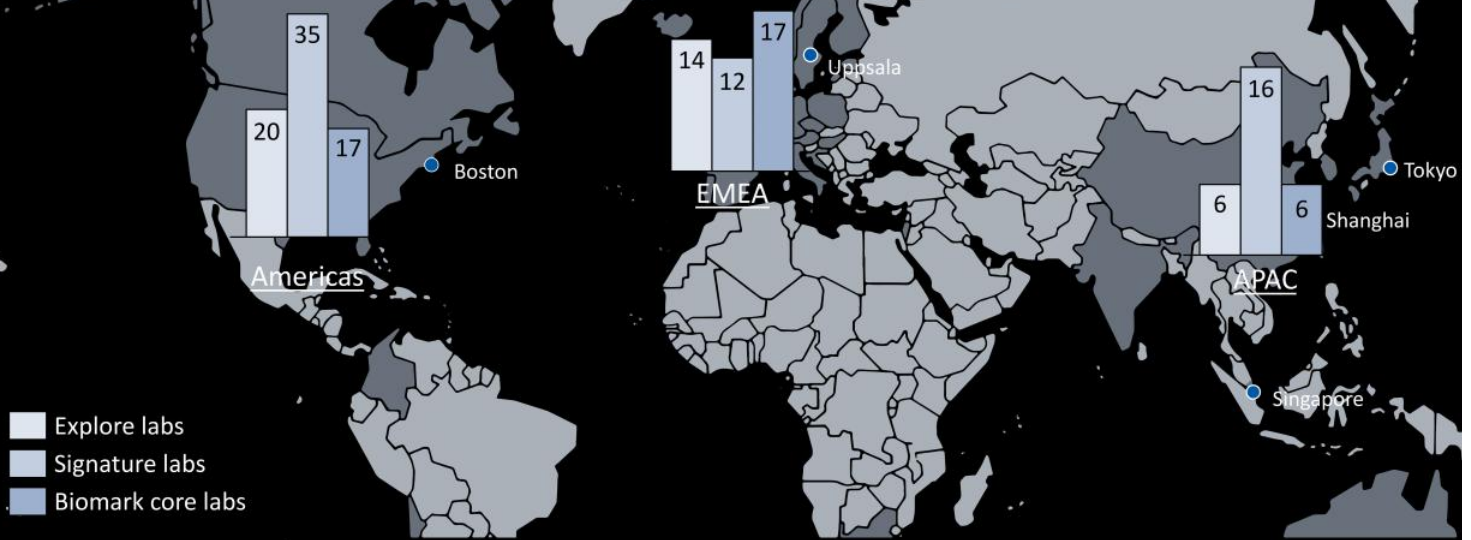 35
20
17
Boston
Americas
14
12
17
Uppsala
EMEA
16
6
6
Tokyo
Shanghai
APAC
Singapore
Explore labs
Signature labs
Biomark core labs